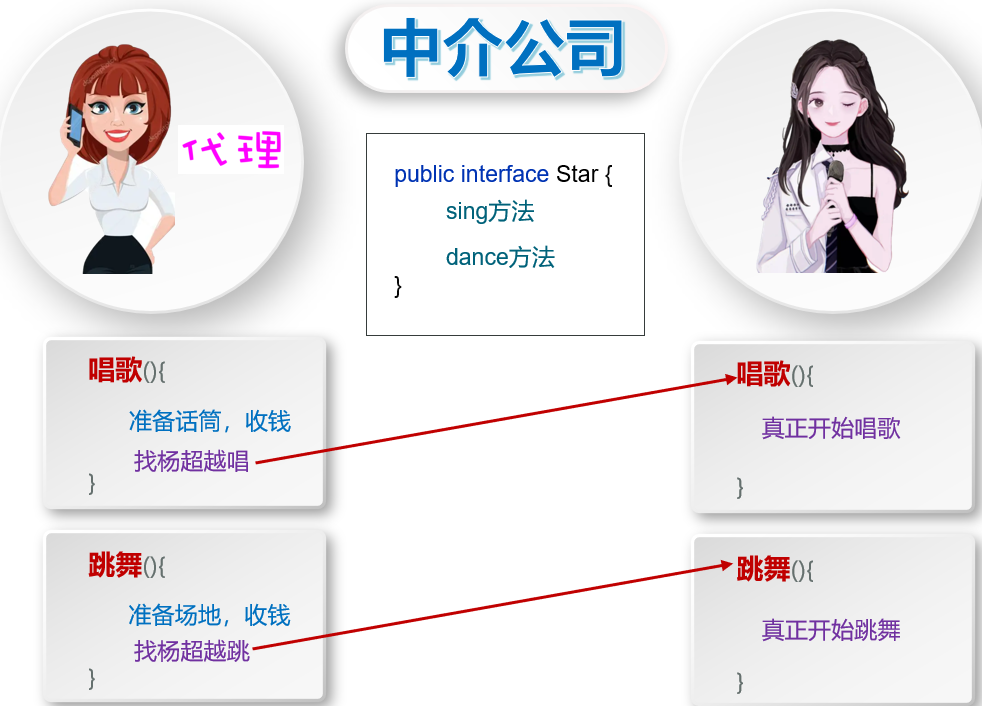 中介公司
代理
public interface Star {
sing方法
dance方法
}
唱歌(){
准备话筒，收钱
找杨超越唱
}
唱歌(){
真正开始唱歌
}
跳舞(){
准备场地，收钱
找杨超越跳
}
跳舞(){
真正开始跳舞
}